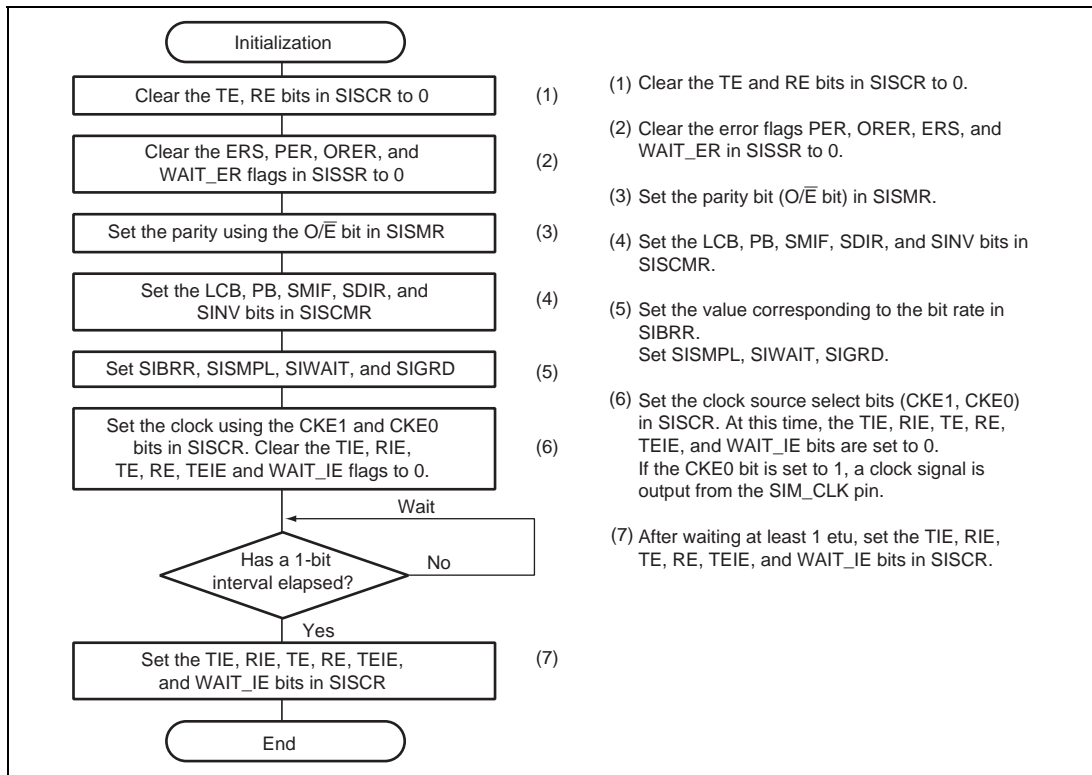 Initialization
Clear the TE, RE bits in SISCR to 0
(1)
Clear the ERS, PER, ORER, and
WAIT_ER flags in SISSR to 0
(2)
Set the parity using the O/E̅ bit in SISMR
(3)
Set the LCB, PB, SMIF, SDIR, and
SINV bits in SISCMR
(4)
Set SIBRR, SISMPL, SIWAIT, and SIGRD
(5)
Set the clock using the CKE1 and CKE0
bits in SISCR. Clear the TIE, RIE,
TE, RE, TEIE and WAIT_IE flags to 0.
(6)
Wait
Has a 1-bit
interval elapsed?
No
Yes
Set the TIE, RIE, TE, RE, TEIE,
and WAIT_IE bits in SISCR
(7)
End
(1) Clear the TE and RE bits in SISCR to 0.
(2) Clear the error flags PER, ORER, ERS, and
WAIT_ER in SISSR to 0.
(3) Set the parity bit (O/E̅ bit) in SISMR.
(4) Set the LCB, PB, SMIF, SDIR, and SINV bits in
SISCMR.
(5) Set the value corresponding to the bit rate in
SIBRR.
Set SISMPL, SIWAIT, SIGRD.
(6) Set the clock source select bits (CKE1, CKE0)
in SISCR. At this time, the TIE, RIE, TE, RE,
TEIE, and WAIT_IE bits are set to 0.
If the CKE0 bit is set to 1, a clock signal is
output from the SIM_CLK pin.
(7) After waiting at least 1 etu, set the TIE, RIE,
TE, RE, TEIE, and WAIT_IE bits in SISCR.